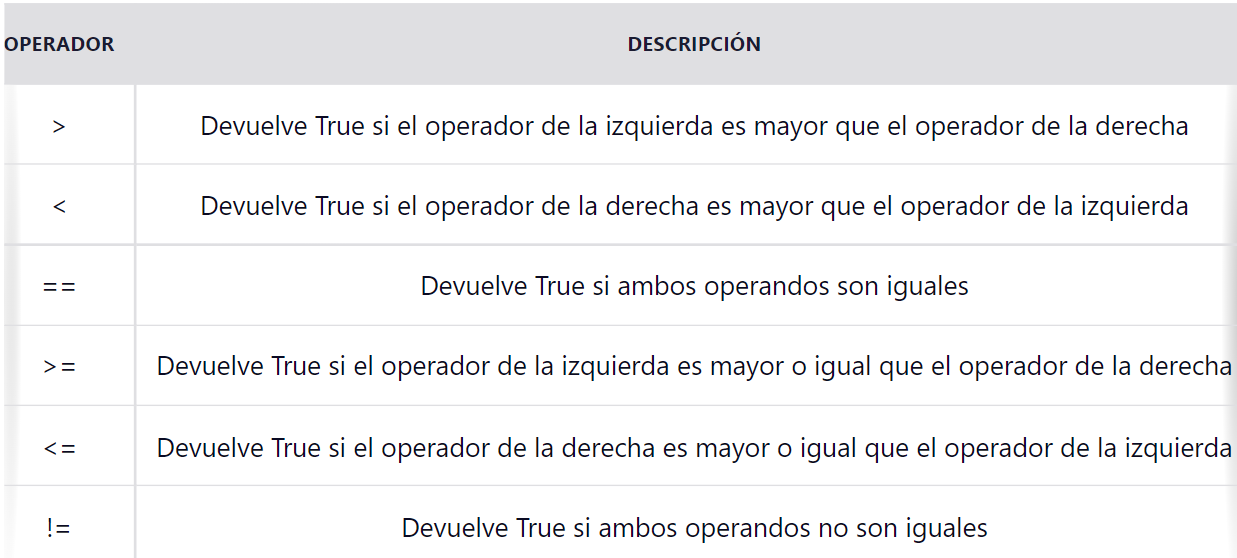 OPERADOR DESCRIPCIÓN
> Devuelve True si el operador de la izquierda es mayor que el operador de la derecha
< Devuelve True si el operador de la derecha es mayor que el operador de la izquierda
== Devuelve True si ambos operandos son iguales
>= Devuelve True si el operador de la izquierda es mayor o igual que el operador de la derecha
<= Devuelve True si el operador de la derecha es mayor o igual que el operador de la izquierda
!= Devuelve True si ambos operandos no son iguales